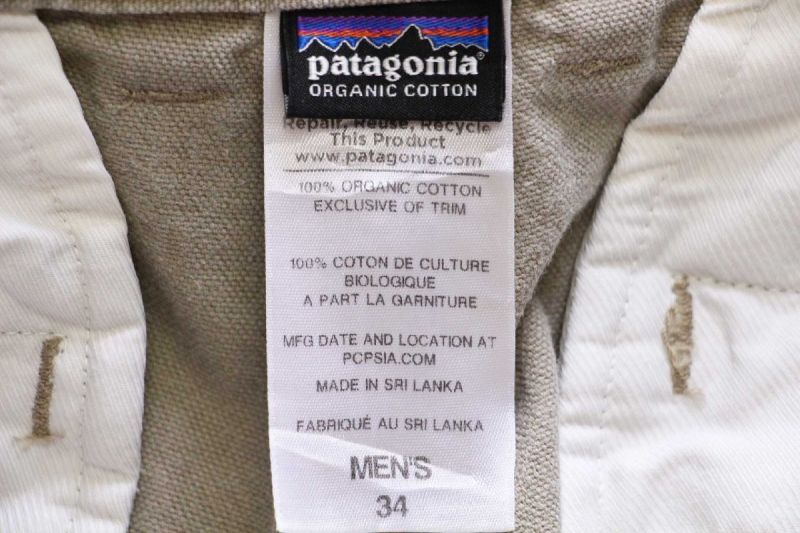 patagonia®
ORGANIC COTTON
Repair, Reuse, Recycle
This Product
www.patagonia.com
100% ORGANIC COTTON
EXCLUSIVE OF TRIM
100% COTON DE CULTURE
BIOLOGIQUE
A PART LA GARNITURE
MFG DATE AND LOCATION AT
PCPSIA.COM
MADE IN SRI LANKA
FABRIQUÉ AU SRI LANKA
MEN'S
34